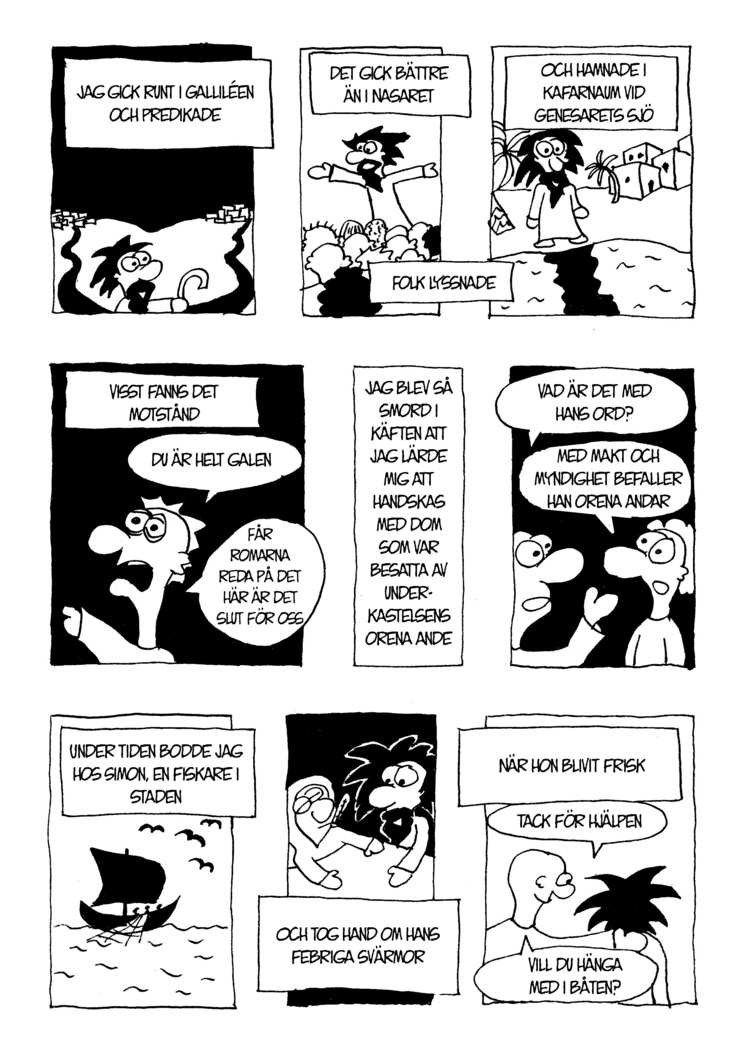 JAG GICK RUNT I GALLILÉEN
OCH PREDIKADE
DET GICK BÄTTRE
ÄN I NASARET
FOLK LYSSNADE
OCH HAMNADE I
KAFARNAUM VID
GENESARETS SJÖ
VISST FANNS DET
MOTSTÅND
DU ÄR HELT GALEN
FÅR
ROMARNA
REDA PÅ DET
HÄR ÄR DET
SLUT FÖR OSS
JAG BLEV SÅ
SMORD I
KÄFTEN ATT
JAG LÄRDE
MIG ATT
HANDSKAS
MED DOM
SOM VAR
BESATTA AV
UNDER-
KASTELSENS
ORENA ANDE
VAD ÄR DET MED
HANS ORD?
MED MAKT OCH
MYNDIGHET BEFALLER
HAN ORENA ANDAR
UNDER TIDEN BODDE JAG
HOS SIMON, EN FISKARE I
STADEN
OCH TOG HAND OM HANS
FEBRIGA SVÄRMOR
NÄR HON BLIVIT FRISK
TACK FÖR HJÄLPEN
VILL DU HÄNGA
MED I BÅTEN?